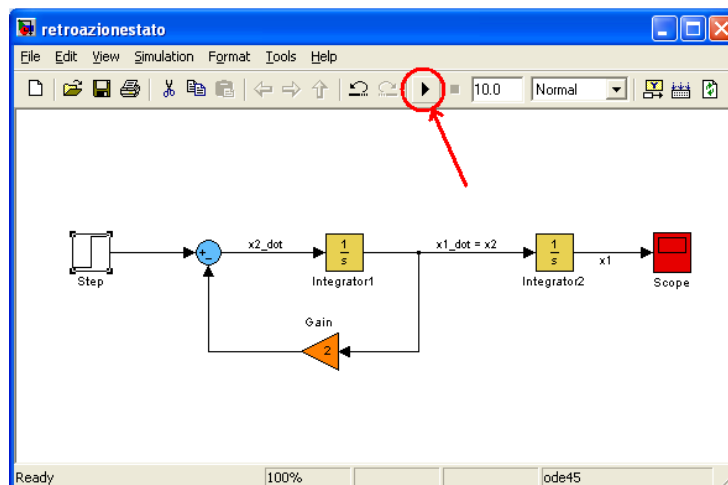 retroazionestato
File Edit View Simulation Format Tools Help
10.0 Normal
x2_dot x1_dot = x2
+_ 1/s 1/s x1
Step Integrator1 Integrator2 Scope
Gain
2
Ready 100% ode45